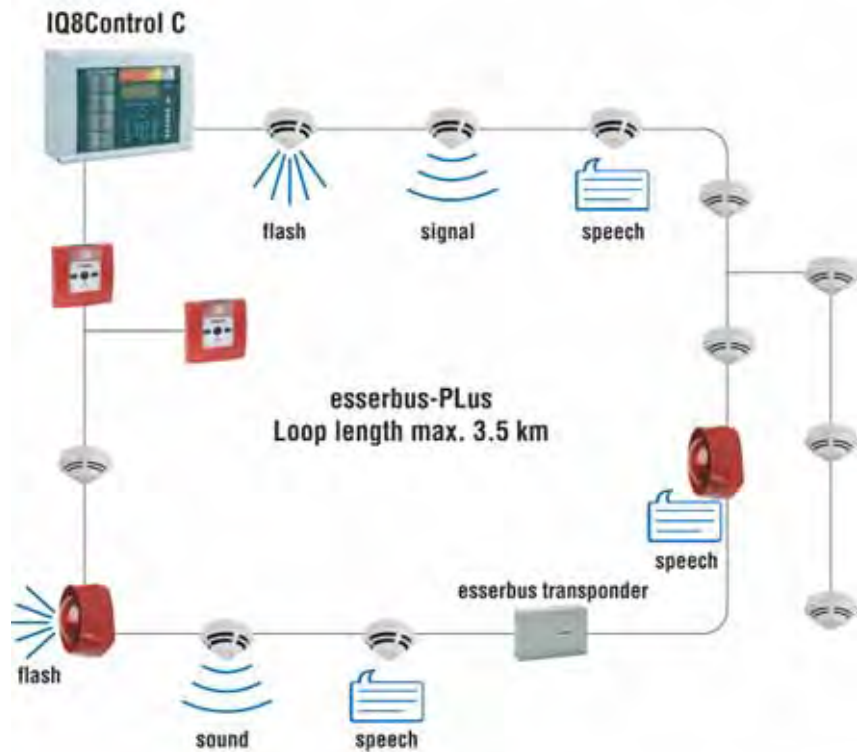 IQ8Control C
flash
signal
speech
esserbus-PLus
Loop length max. 3.5 km
speech
esserbus transponder
flash
sound
speech